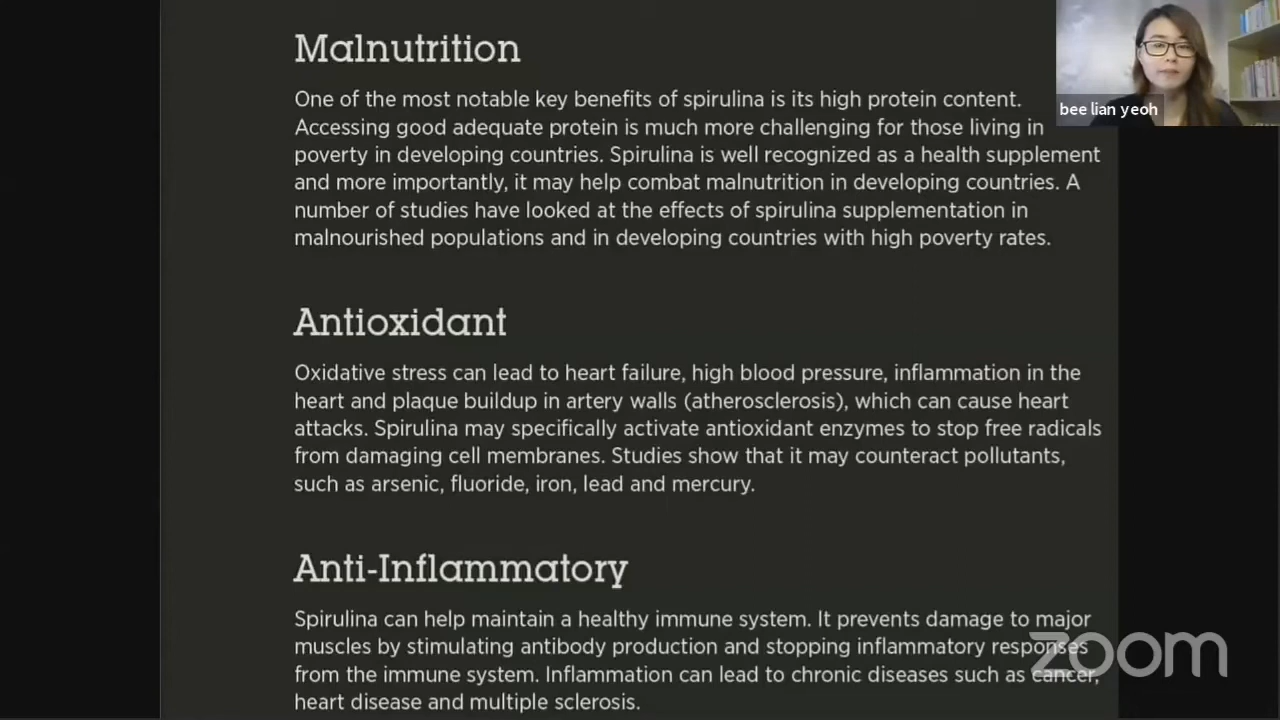 Malnutrition
One of the most notable key benefits of spirulina is its high protein content.
Accessing good adequate protein is much more challenging for those living in
poverty in developing countries. Spirulina is well recognized as a health supplement
and more importantly, it may help combat malnutrition in developing countries. A
number of studies have looked at the effects of spirulina supplementation in
malnourished populations and in developing countries with high poverty rates.
Antioxidant
Oxidative stress can lead to heart failure, high blood pressure, inflammation in the
heart and plaque buildup in artery walls (atherosclerosis), which can cause heart
attacks. Spirulina may specifically activate antioxidant enzymes to stop free radicals
from damaging cell membranes. Studies show that it may counteract pollutants,
such as arsenic, fluoride, iron, lead and mercury.
Anti-Inflammatory
Spirulina can help maintain a healthy immune system. It prevents damage to major
muscles by stimulating antibody production and stopping inflammatory responses
from the immune system. Inflammation can lead to chronic diseases such as cancer,
heart disease and multiple sclerosis.
bee lian yeoh
zoom